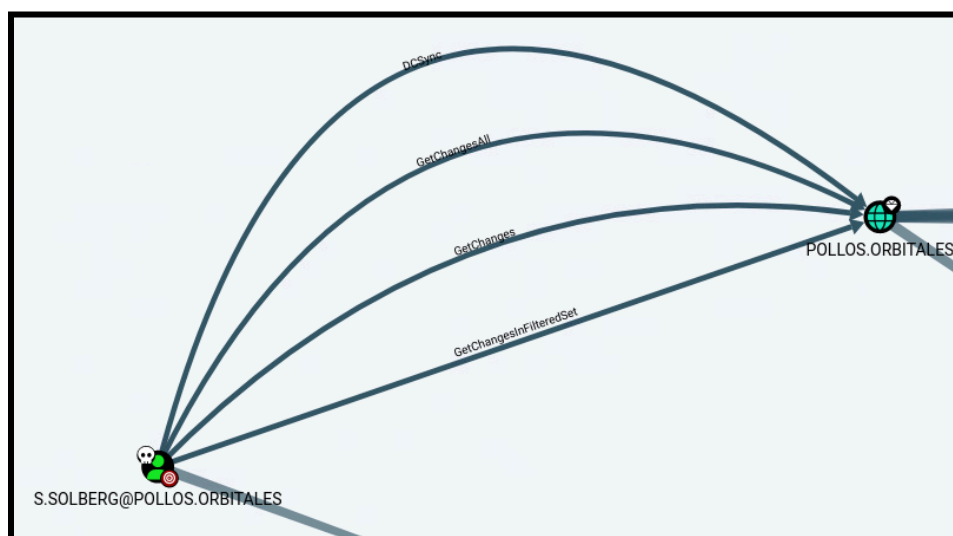 DCSync
GetChangesAll
GetChanges
POLLOS.ORBITALES
GetChangesInFilteredSet
S.SOLBERG@POLLOS.ORBITALES